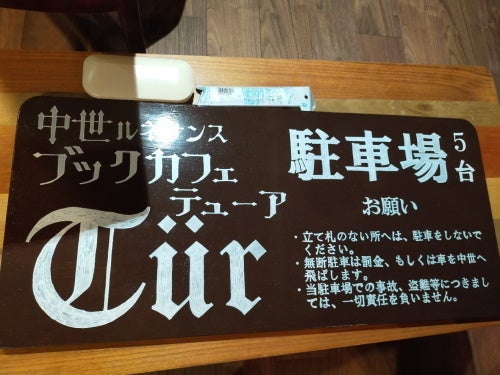 中世ルネサンス
ブックカフェ
テューア
Tür
駐車場5台
お願い
・立て札のない所へは、駐車をしないで
ください。
・無断駐車は罰金、もしくは車を中世へ
飛ばします。
・当駐車場での事故、盗難等につきまし
ては、一切責任を負いません。